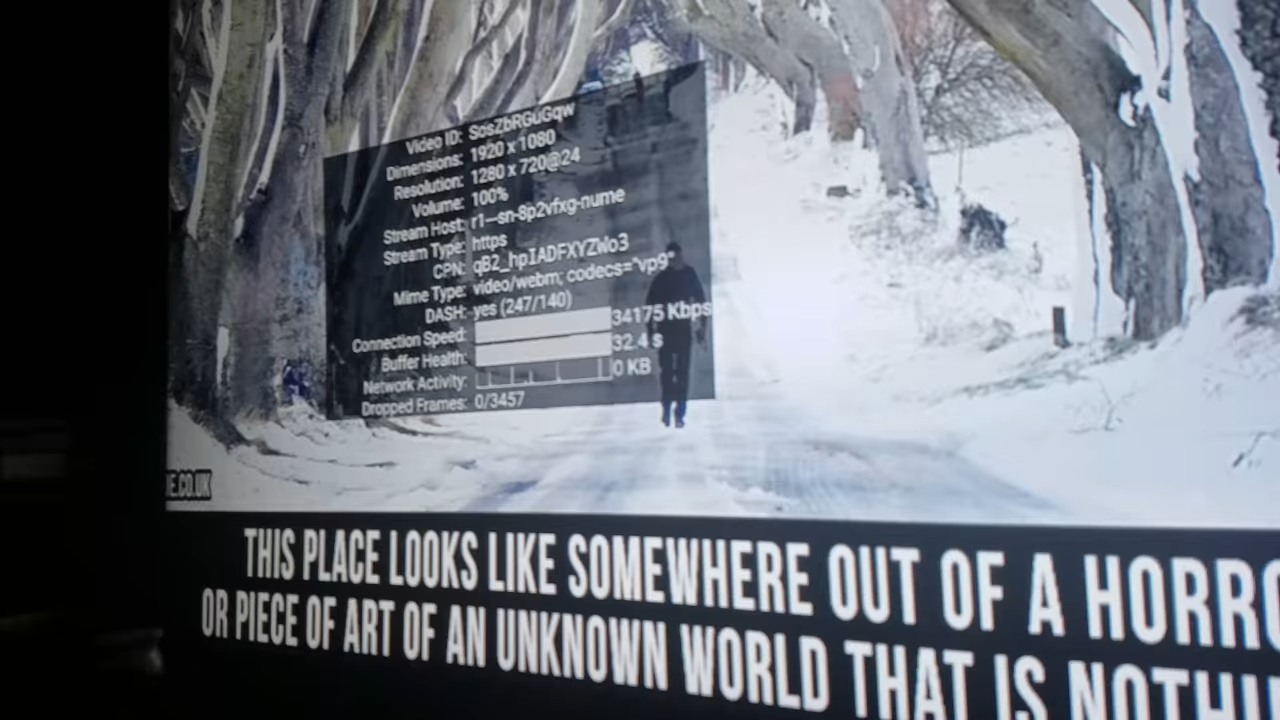 Video ID: SosZbRGuGqw
Dimensions: 1920 x 1080
Resolution: 1280 x 720@24
Volume: 100%
Stream Host: r1---sn-8p2vfxg-nume
Stream Type: https
CPN: qB2_hpIADFXYZWo3
Mime Type: video/webm; codecs="vp9"
DASH: yes (247/140)
Connection Speed: 34175 Kbps
Buffer Health: 32.4 s
Network Activity: 0 KB
Dropped Frames: 0/3457
E.CO.UK
THIS PLACE LOOKS LIKE SOMEWHERE OUT OF A HORRO
OR PIECE OF ART OF AN UNKNOWN WORLD THAT IS NOTHI